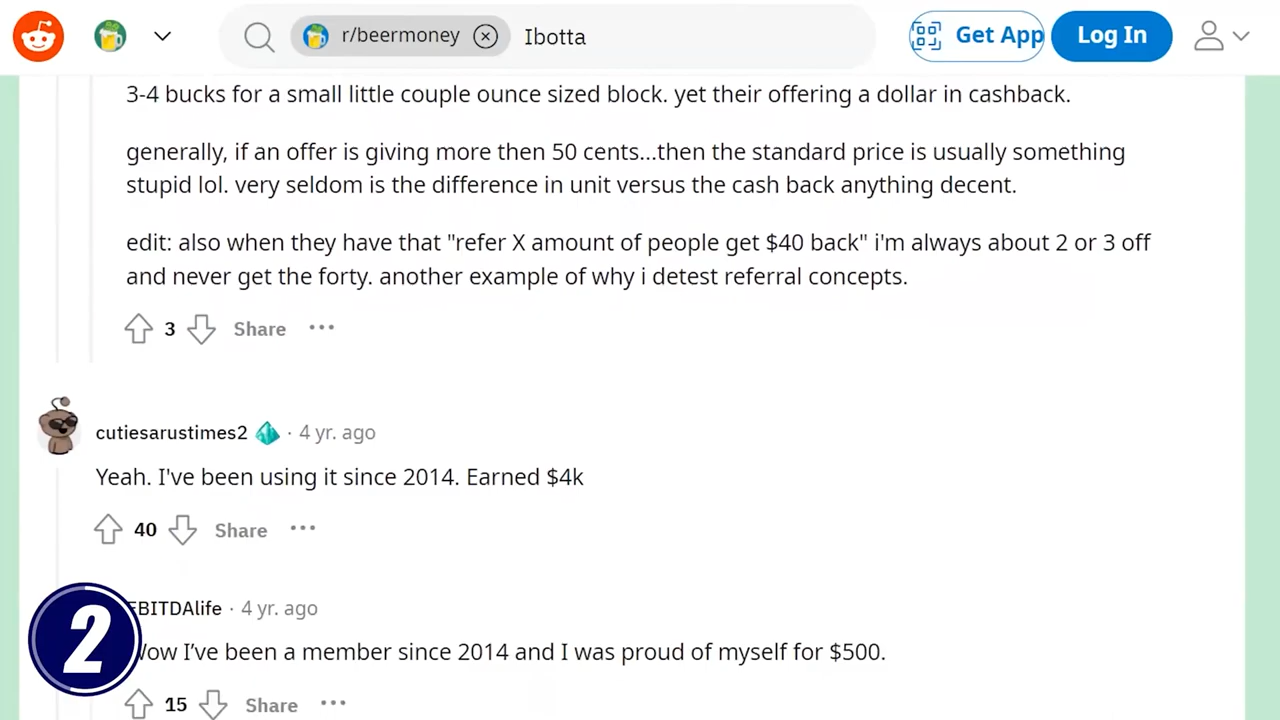 r/beermoney Ibotta Get App Log In
3-4 bucks for a small little couple ounce sized block. yet their offering a dollar in cashback.
generally, if an offer is giving more then 50 cents...then the standard price is usually something
stupid lol. very seldom is the difference in unit versus the cash back anything decent.
edit: also when they have that "refer X amount of people get $40 back" i'm always about 2 or 3 off
and never get the forty. another example of why i detest referral concepts.
3 Share
cutiesarustimes2 · 4 yr. ago
Yeah. I've been using it since 2014. Earned $4k
40 Share
EBITDAlife · 4 yr. ago
Wow I’ve been a member since 2014 and I was proud of myself for $500.
15 Share
2